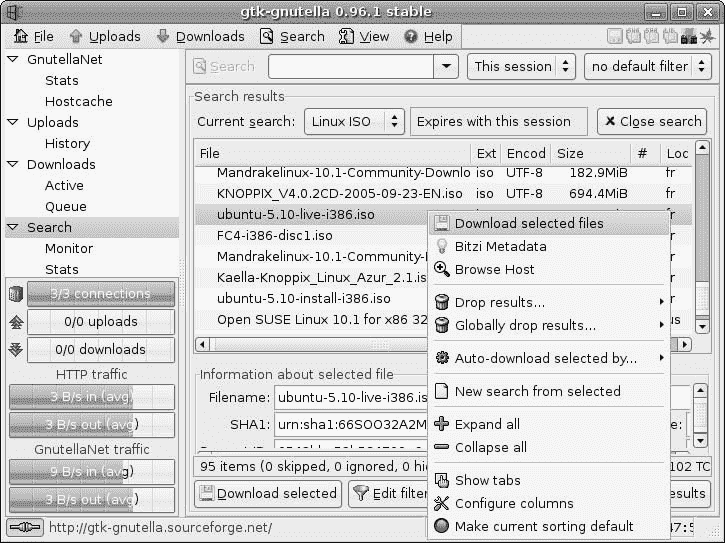 gtk-gnutella 0.96.1 stable
File Uploads Downloads Search View Help
GnutellaNet
Stats
Hostcache
Uploads
History
Downloads
Active
Queue
Search
Monitor
Stats
3/3 connections
0/0 uploads
0/0 downloads
HTTP traffic
3 B/s in (avg)
3 B/s out (avg)
GnutellaNet traffic
9 B/s in (avg)
3 B/s out (avg)
Search This session no default filter
Search results
Current search: Linux ISO Expires with this session Close search
File Ext Encod Size # Loc
Mandrakelinux-10.1-Community-Downlo iso UTF-8 182.9MiB fr
KNOPPIX_V4.0.2CD-2005-09-23-EN.iso iso UTF-8 694.4MiB fr
ubuntu-5.10-live-i386.iso fr
FC4-i386-disc1.iso fr
Mandrakelinux-10.1-Community- fr
Kaella-Knoppix_Linux_Azur_2.1.is fr
ubuntu-5.10-install-i386.iso fr
Open SUSE Linux 10.1 for x86 32 us
Download selected files
Bitzi Metadata
Browse Host
Drop results...
Globally drop results...
Auto-download selected by...
New search from selected
Expand all
Collapse all
Show tabs
Configure columns
Make current sorting default
Information about selected file
Filename: ubuntu-5.10-live-i386.is
SHA1: urn:sha1:66SOO32A2M
95 items (0 skipped, 0 ignored, 0 hi 102 TC
Download selected Edit filter results
http://gtk-gnutella.sourceforge.net/